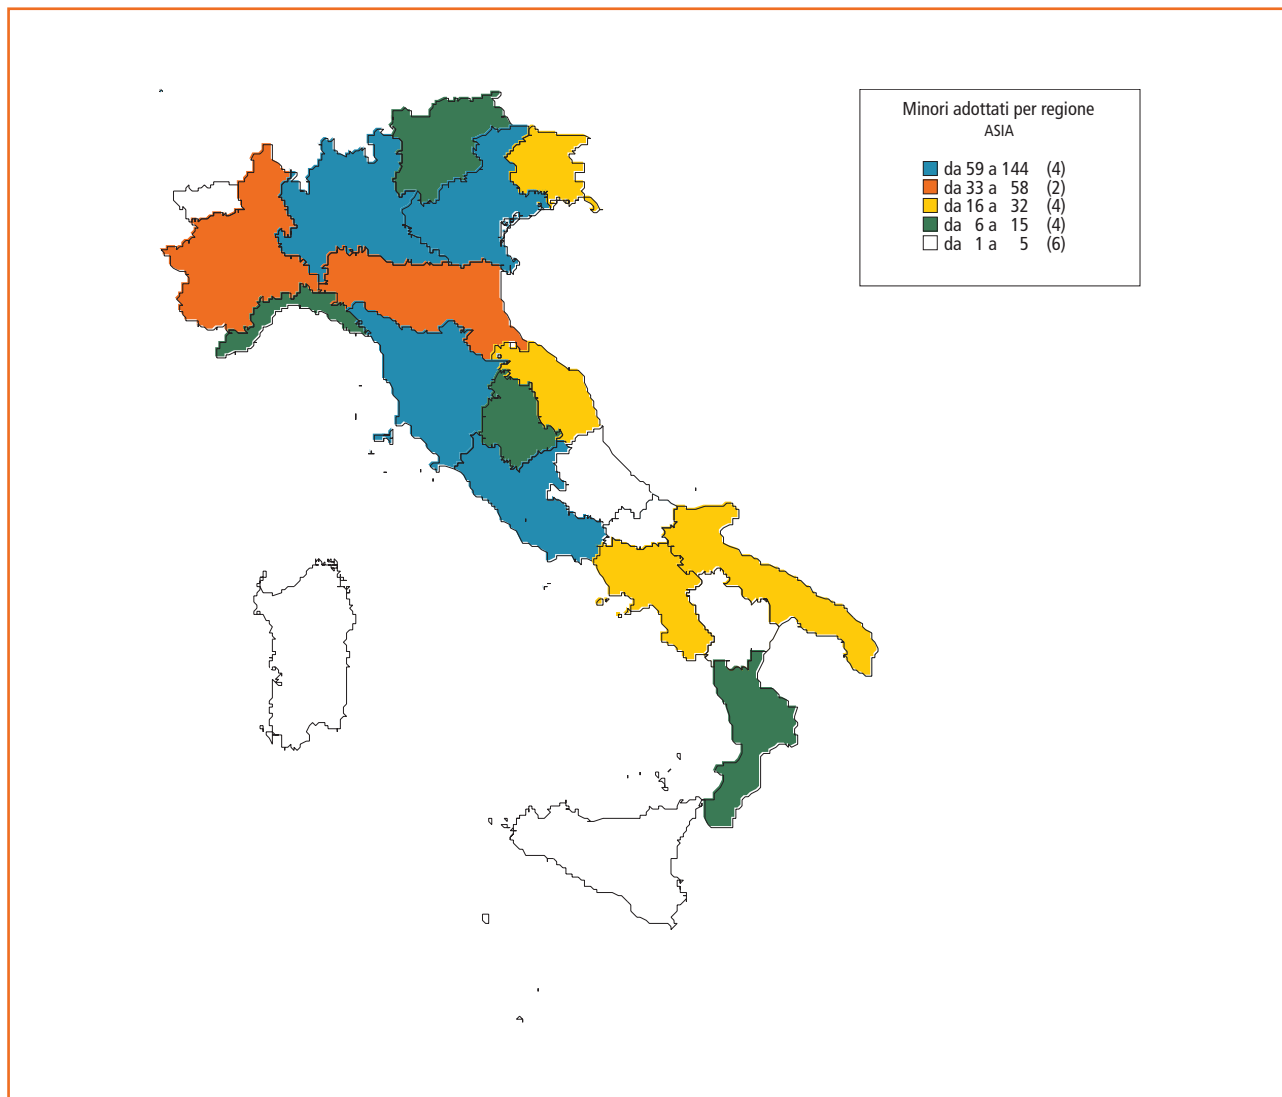 Minori adottati per regione
ASIA
da 59 a 144 (4)
da 33 a 58 (2)
da 16 a 32 (4)
da 6 a 15 (4)
da 1 a 5 (6)